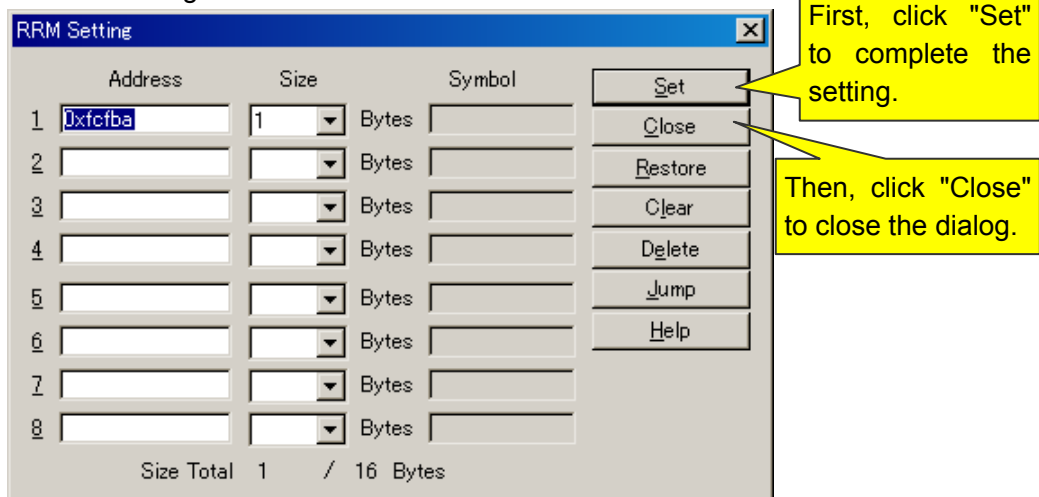 RRM Setting
First, click "Set"
to complete the
setting.
Address Size Symbol
Set
1 0xfcfba 1 Bytes
Close
2 Bytes
Restore
3 Bytes
Clear
Then, click "Close"
to close the dialog.
4 Bytes
Delete
5 Bytes
Jump
6 Bytes
Help
7 Bytes
8 Bytes
Size Total 1 / 16 Bytes